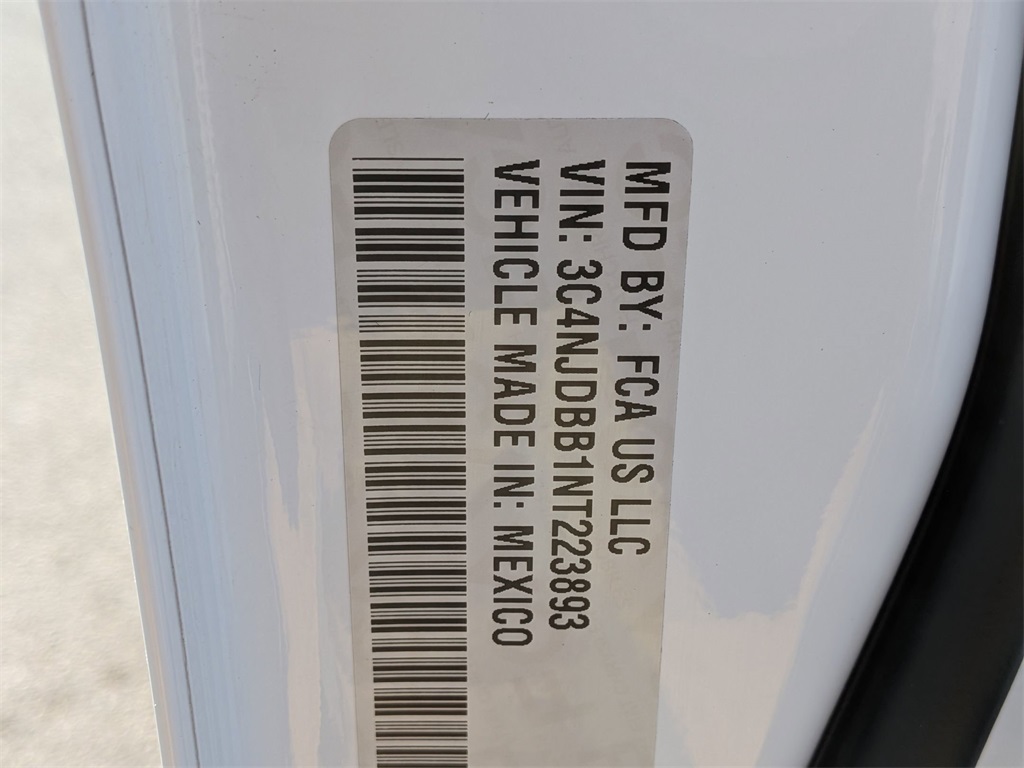 MFD BY: FCA US LLC
VIN: 3C4NJDBB1NT223893
VEHICLE MADE IN: MEXICO